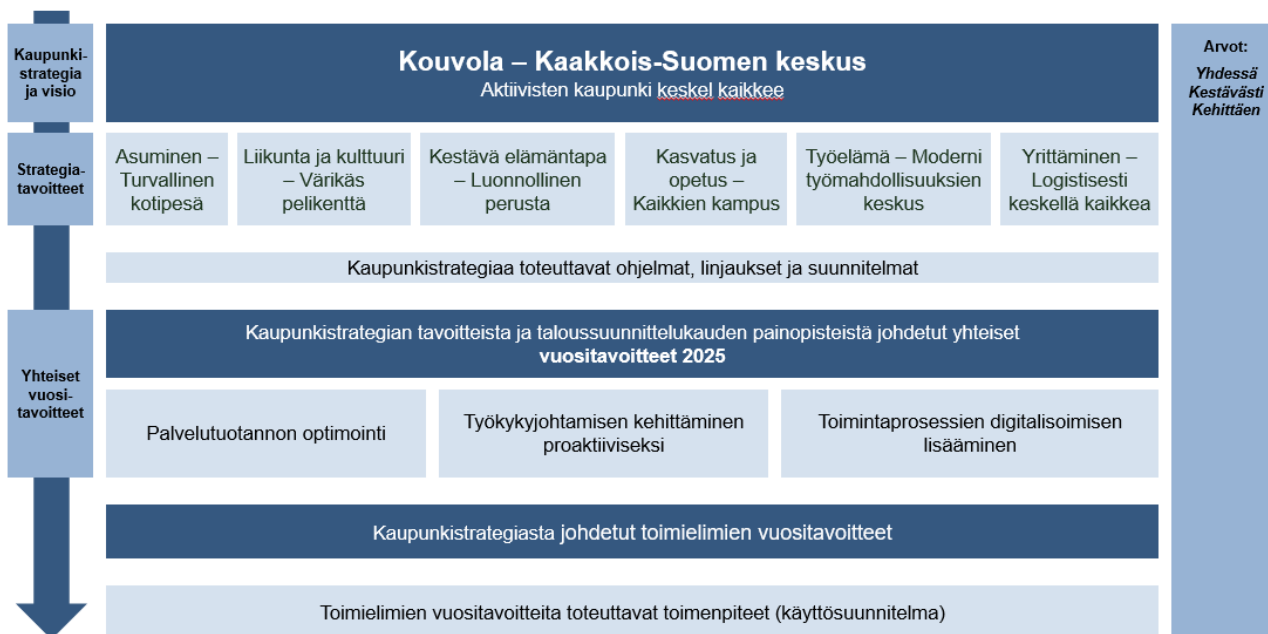 Kaupunki-
strategia
ja visio
Kouvola – Kaakkois-Suomen keskus
Aktiivisten kaupunki keskel kaikkee
Arvot:
Yhdessä
Kestävästi
Kehittäen
Strategia-
tavoitteet
Asuminen –
Turvallinen
kotipesä
Liikunta ja kulttuuri
– Värikäs
pelikenttä
Kestävä elämäntapa
– Luonnollinen
perusta
Kasvatus ja
opetus –
Kaikkien kampus
Työelämä – Moderni
työmahdollisuuksien
keskus
Yrittäminen –
Logistisesti
keskellä kaikkea
Kaupunkistrategiaa toteuttavat ohjelmat, linjaukset ja suunnitelmat
Yhteiset
vuosi-
tavoitteet
Kaupunkistrategian tavoitteista ja taloussuunnittelukauden painopisteistä johdetut yhteiset
vuositavoitteet 2025
Palvelutuotannon optimointi
Työkykyjohtamisen kehittäminen
proaktiiviseksi
Toimintaprosessien digitalisoimisen
lisääminen
Kaupunkistrategiasta johdetut toimielimien vuositavoitteet
Toimielimien vuositavoitteita toteuttavat toimenpiteet (käyttösuunnitelma)